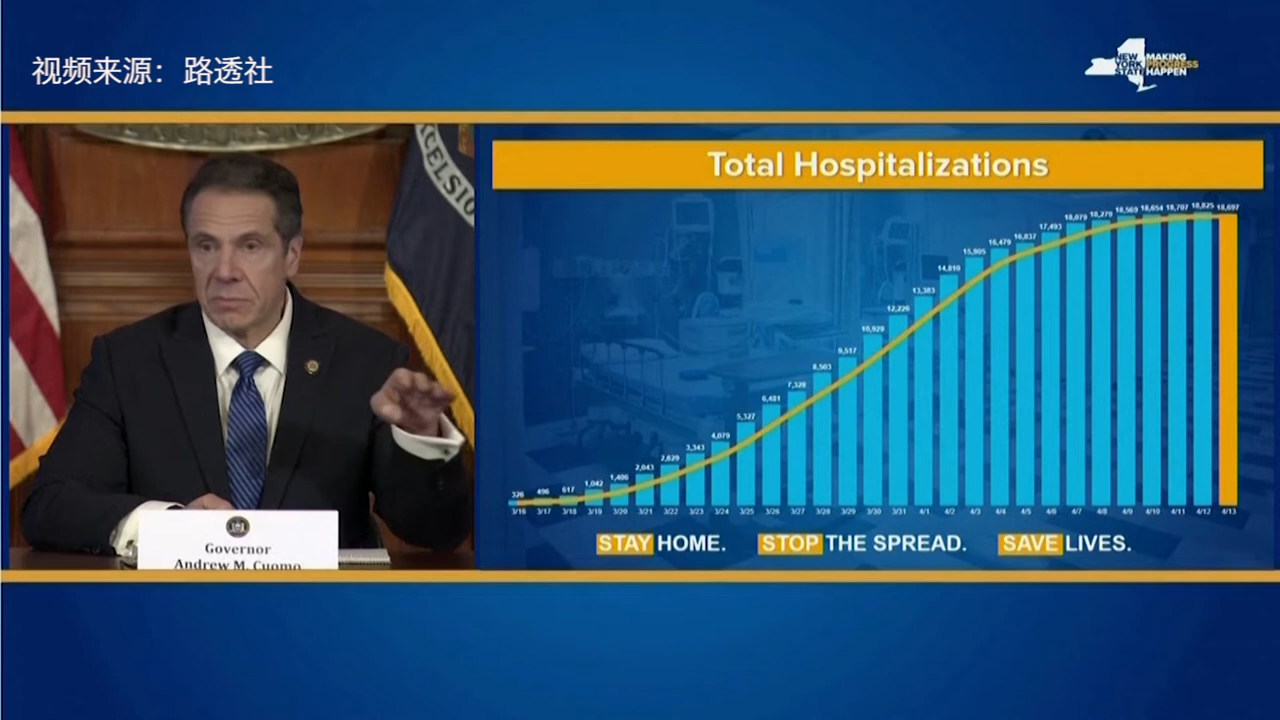 视频来源：路透社
NEW YORK STATE
MAKING PROGRESS HAPPEN
EXCELSIO
Total Hospitalizations
326 496 617 1,042 1,406 2,043 2,629 3,343 4,079 5,327 6,481 7,328 8,503 9,517 10,929 12,226 13,383 14,810 15,905 16,479 16,837 17,493 18,079 18,279 18,569 18,654 18,707 18,825 18,697
3/16 3/17 3/18 3/19 3/20 3/21 3/22 3/23 3/24 3/25 3/26 3/27 3/28 3/29 3/30 3/31 4/1 4/2 4/3 4/4 4/5 4/6 4/7 4/8 4/9 4/10 4/11 4/12 4/13
STAY HOME. STOP THE SPREAD. SAVE LIVES.
Governor
Andrew M. Cuomo